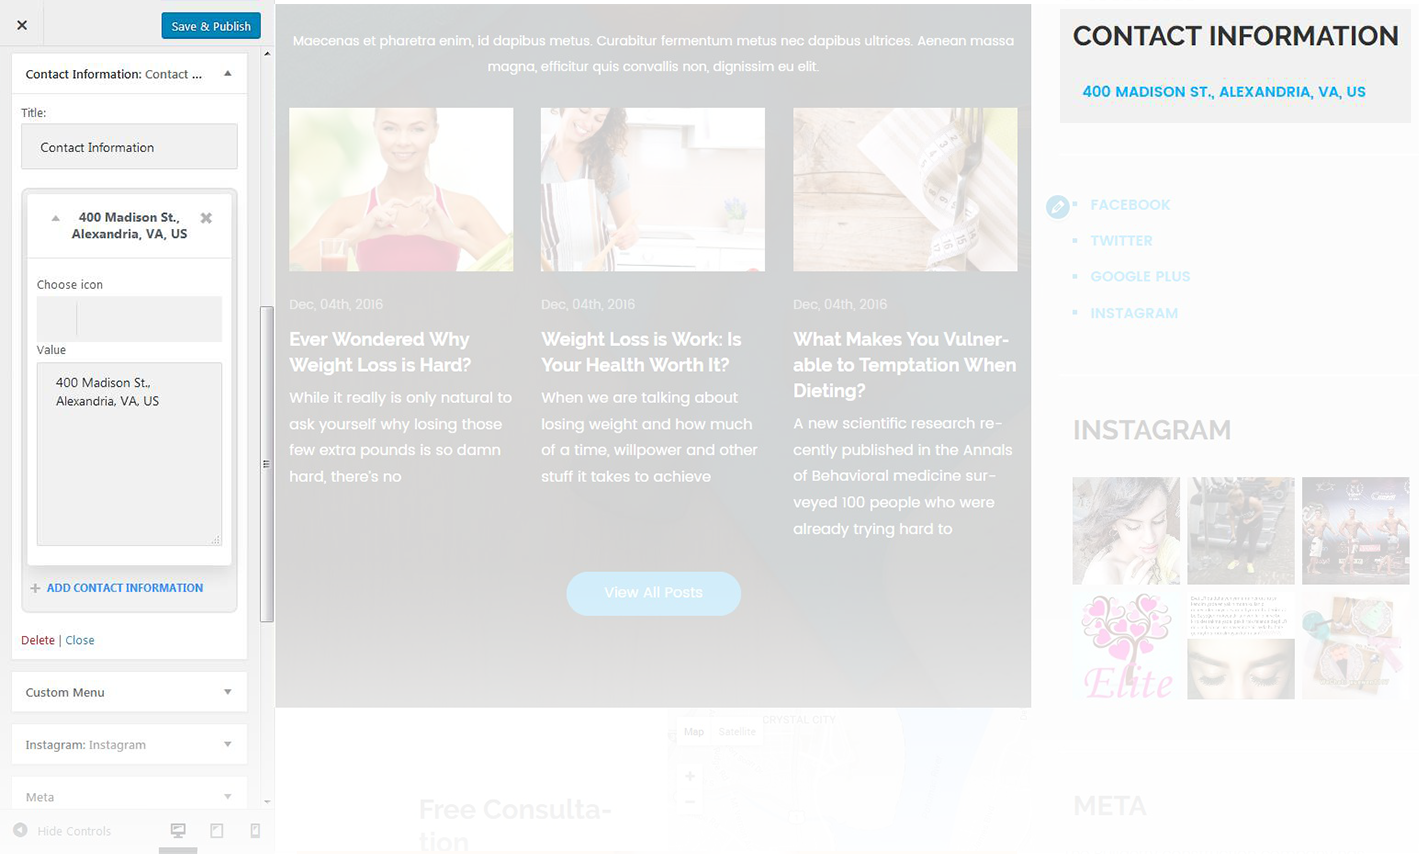 Save & Publish
Contact Information: Contact ...
Title:
Contact Information
400 Madison St.,
Alexandria, VA, US
Choose icon
Value
400 Madison St.,
Alexandria, VA, US
ADD CONTACT INFORMATION
Delete | Close
Custom Menu
Instagram: Instagram
Meta
Hide Controls
Maecenas et pharetra enim, id dapibus metus. Curabitur fermentum metus nec dapibus ultrices. Aenean massa
magna, efficitur quis convallis non, dignissim eu elit.
Dec, 04th, 2016
Ever Wondered Why
Weight Loss is Hard?
While it really is only natural to
ask yourself why losing those
few extra pounds is so damn
hard, there's no
Dec, 04th, 2016
Weight Loss is Work: Is
Your Health Worth It?
When we are talking about
losing weight and how much
of a time, willpower and other
stuff it takes to achieve
Dec, 04th, 2016
What Makes You Vulner-
able to Temptation When
Dieting?
A new scientific research re-
cently published in the Annals
of Behavioral medicine sur-
veyed 100 people who were
already trying hard to
View All Posts
CRYSTAL CITY
Map Satellite
Free Consulta-
tion
CONTACT INFORMATION
400 MADISON ST., ALEXANDRIA, VA, US
FACEBOOK
TWITTER
GOOGLE PLUS
INSTAGRAM
INSTAGRAM
Elite
META